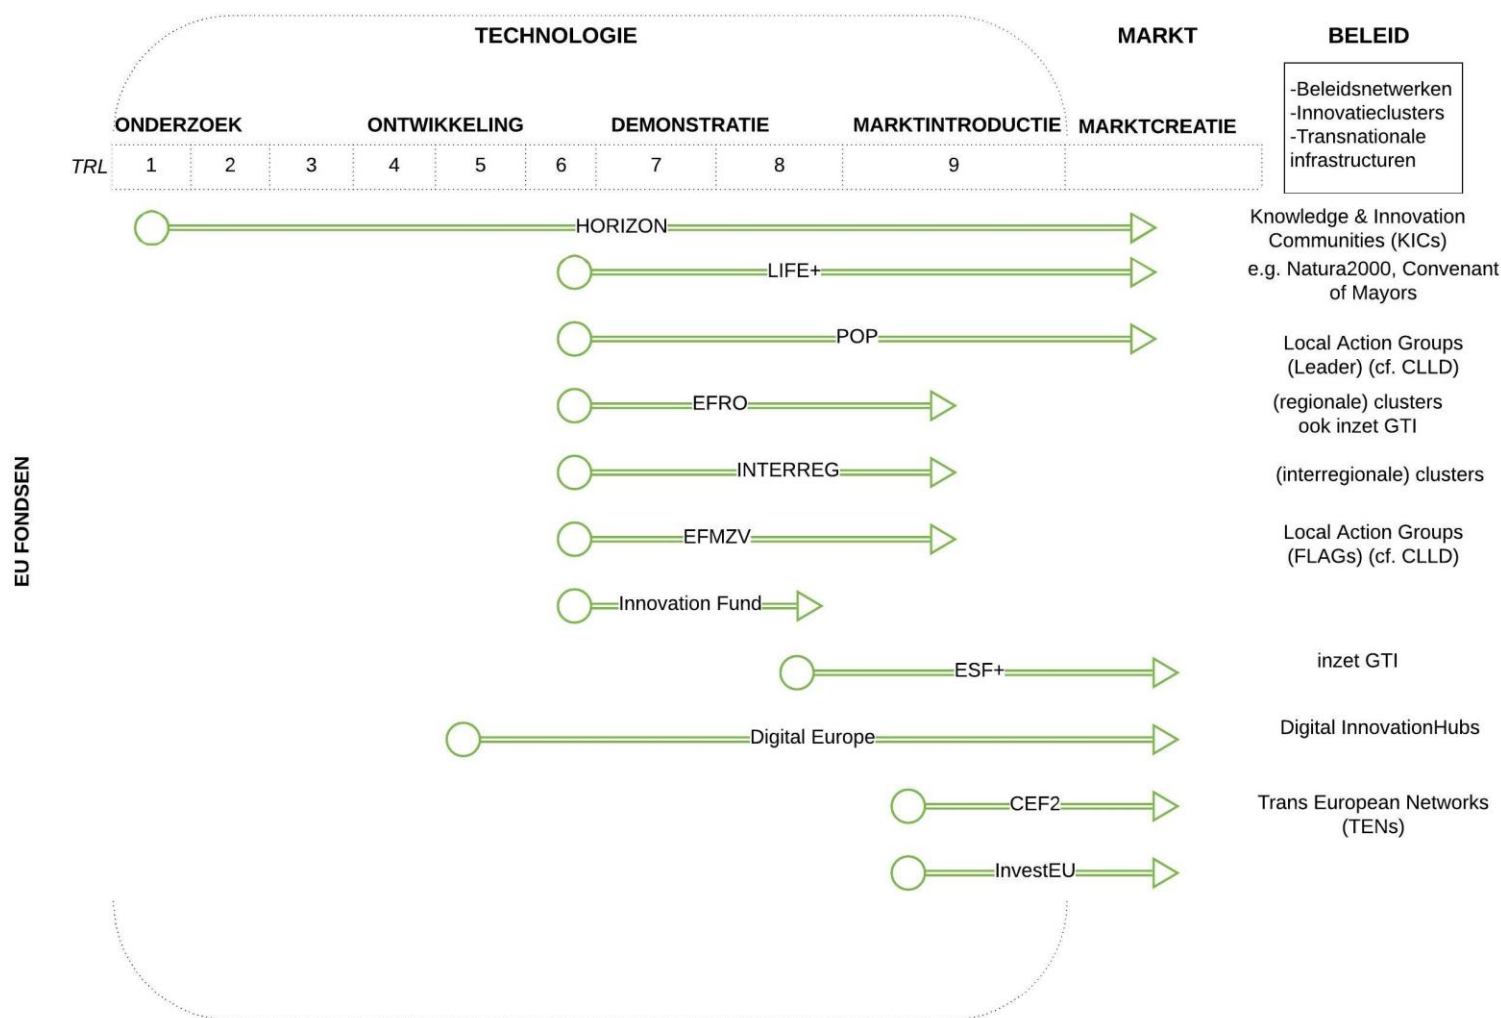 TECHNOLOGIE MARKT BELEID
-Beleidsnetwerken
-Innovatieclusters
-Transnationale
infrastructuren
ONDERZOEK ONTWIKKELING DEMONSTRATIE MARKTINTRODUCTIE MARKTCREATIE
TRL 1 2 3 4 5 6 7 8 9
EU FONDSEN
HORIZON
Knowledge & Innovation
Communities (KICs)
LIFE+
e.g. Natura2000, Convenant
of Mayors
POP
Local Action Groups
(Leader) (cf. CLLD)
EFRO
(regionale) clusters
ook inzet GTI
INTERREG
(interregionale) clusters
EFMZV
Local Action Groups
(FLAGs) (cf. CLLD)
Innovation Fund
ESF+
inzet GTI
Digital Europe
Digital InnovationHubs
CEF2
Trans European Networks
(TENs)
InvestEU